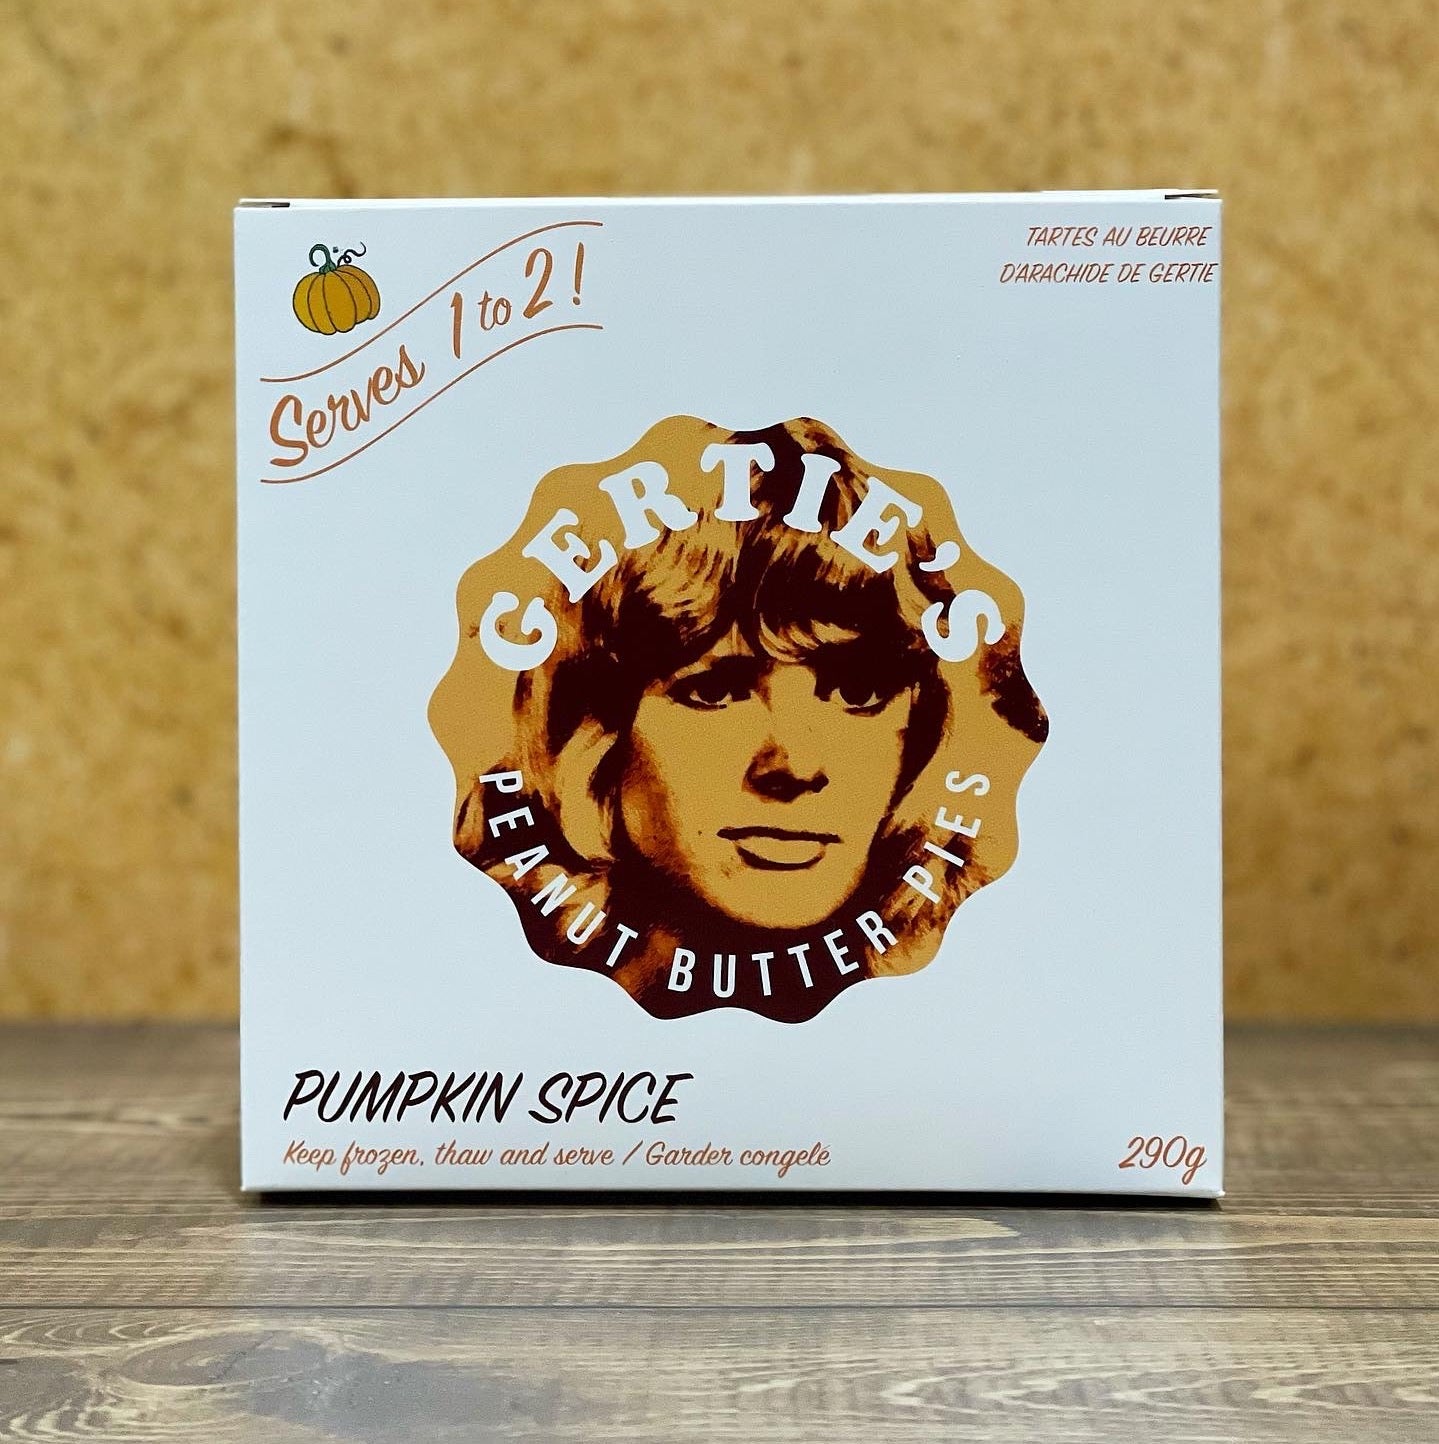 Serves 1 to 2!
TARTES AU BEURRE
D'ARACHIDE DE GERTIE
GERTIE'S
PEANUT BUTTER PIES
PUMPKIN SPICE
Keep frozen, thaw and serve / Garder congelé
290g